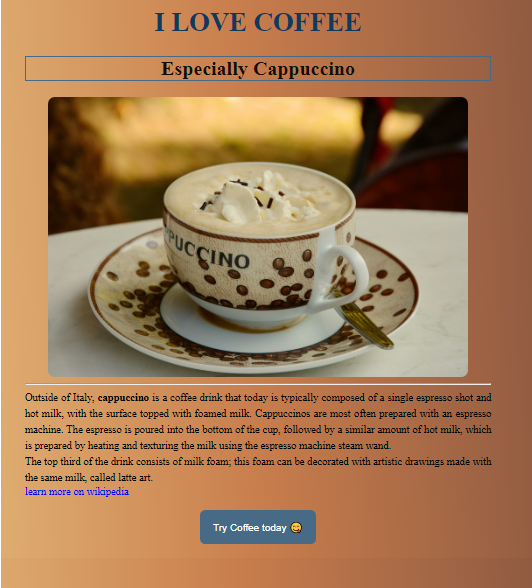 I LOVE COFFEE
Especially Cappuccino
PUCCINO
Outside of Italy, cappuccino is a coffee drink that today is typically composed of a single espresso shot and
hot milk, with the surface topped with foamed milk. Cappuccinos are most often prepared with an espresso
machine. The espresso is poured into the bottom of the cup, followed by a similar amount of hot milk, which
is prepared by heating and texturing the milk using the espresso machine steam wand.
The top third of the drink consists of milk foam; this foam can be decorated with artistic drawings made with
the same milk, called latte art.
learn more on wikipedia
Try Coffee today 😋